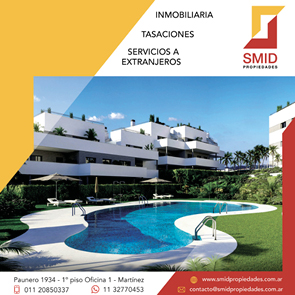 INMOBILIARIA
TASACIONES
SERVICIOS A
EXTRANJEROS
SMID
PROPIEDADES
Paunero 1934 - 1° piso Oficina 1 - Martínez
011 20850337
11 32770453
www.smidpropiedades.com.ar
contacto@smidpropiedades.com.ar